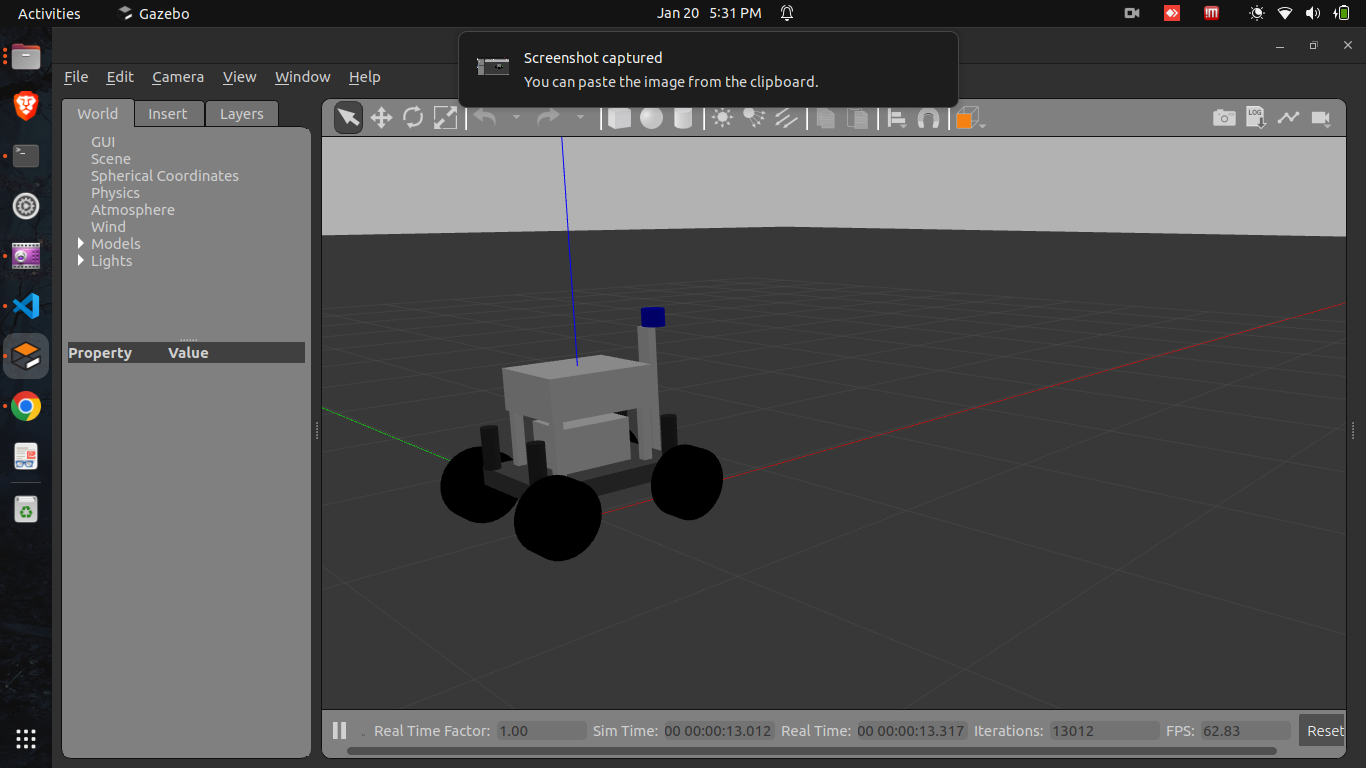 Activities Gazebo Jan 20 5:31 PM
Screenshot captured
You can paste the image from the clipboard.
File Edit Camera View Window Help
World Insert Layers
LOG
GUI
Scene
Spherical Coordinates
Physics
Atmosphere
Wind
Models
Lights
Property Value
Real Time Factor: 1.00 Sim Time: 00 00:00:13.012 Real Time: 00 00:00:13.317 Iterations: 13012 FPS: 62.83 Reset